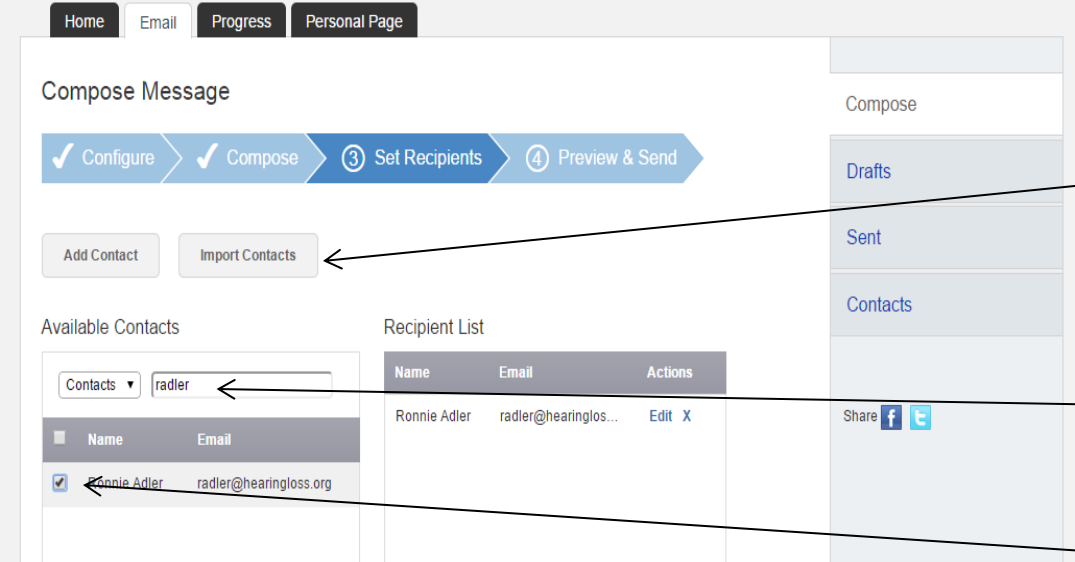 Home Email Progress Personal Page
Compose Message
Configure Compose 3 Set Recipients 4 Preview & Send
Add Contact Import Contacts
Available Contacts
Contacts radler
Name Email
Ronnie Adler radler@hearingloss.org
Recipient List
Name Email Actions
Ronnie Adler radler@hearinglos... Edit X
Compose
Drafts
Sent
Contacts
Share f t